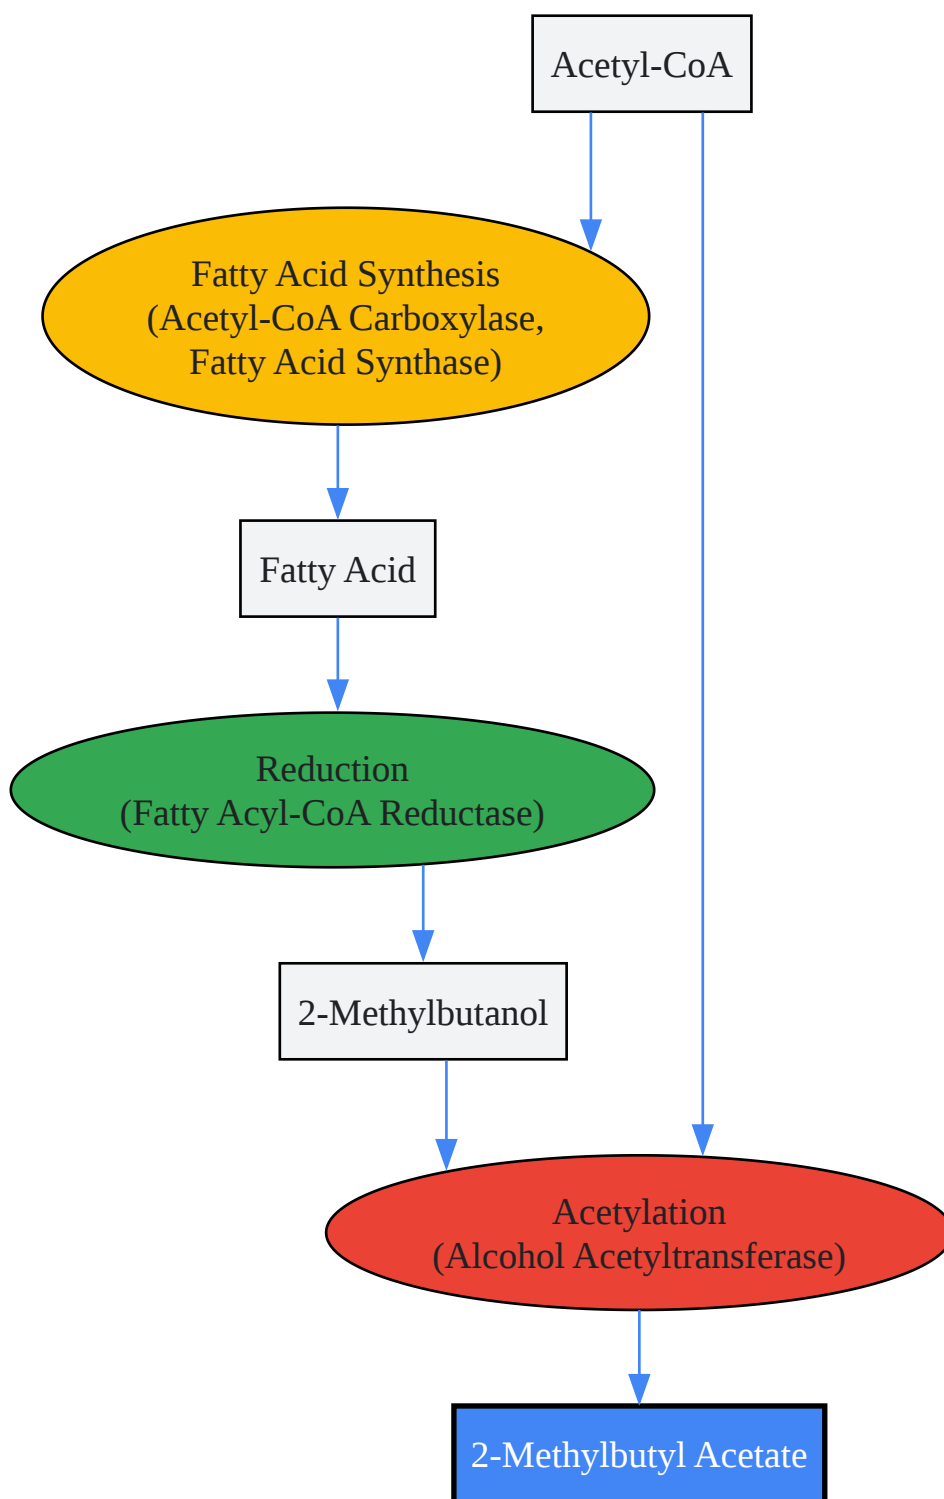 Acetyl-CoA
Fatty Acid Synthesis
(Acetyl-CoA Carboxylase,
Fatty Acid Synthase)
Fatty Acid
Reduction
(Fatty Acyl-CoA Reductase)
2-Methylbutanol
Acetylation
(Alcohol Acetyltransferase)
2-Methylbutyl Acetate